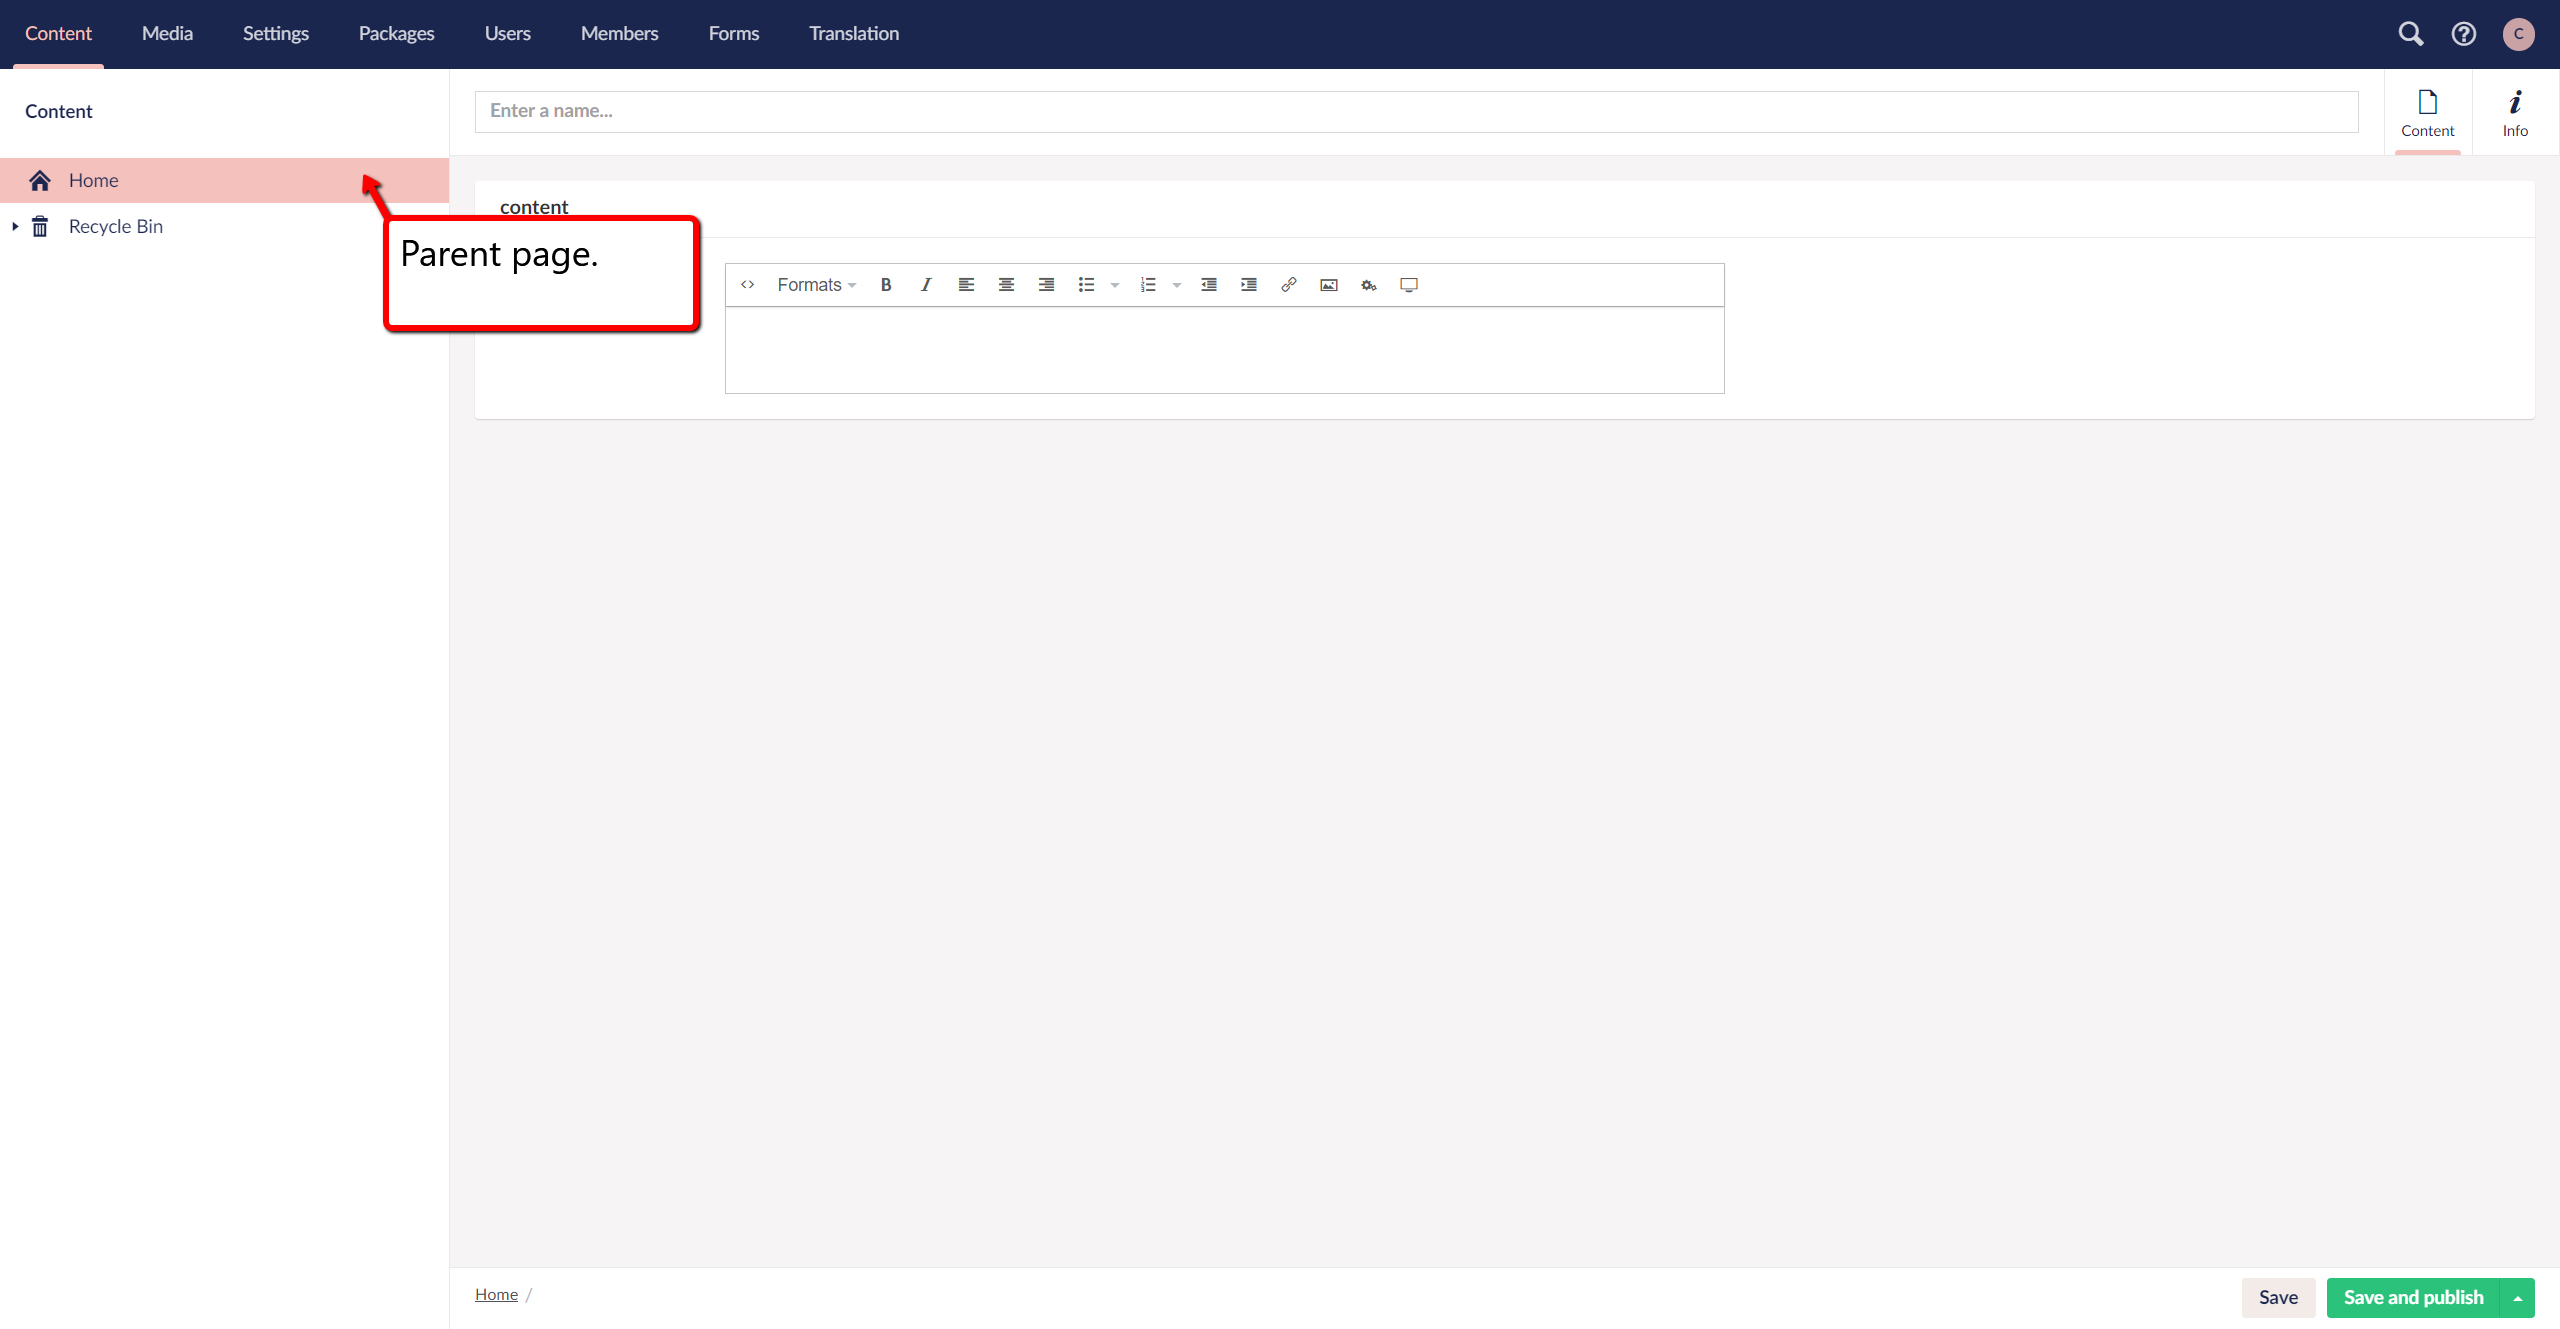 Content Media Settings Packages Users Members Forms Translation C
Content
Enter a name...
Content
Info
Home
Recycle Bin
content
Parent page.
Formats B I
Home /
Save
Save and publish